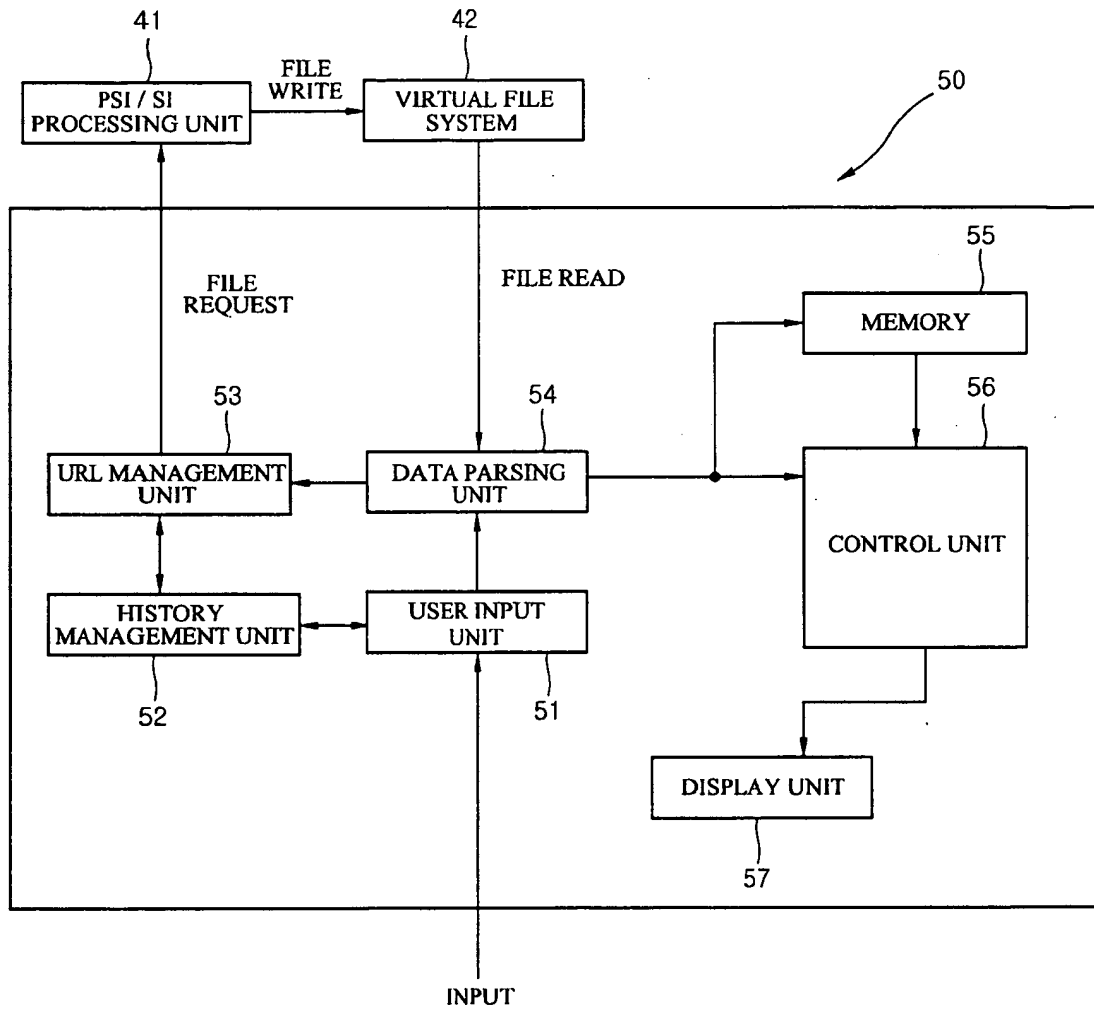 41
42
50
FILE
WRITE
PSI / SI
PROCESSING UNIT
VIRTUAL FILE
SYSTEM
55
FILE
REQUEST
FILE READ
MEMORY
53
54
56
URL MANAGEMENT
UNIT
DATA PARSING
UNIT
CONTROL UNIT
HISTORY
MANAGEMENT UNIT
USER INPUT
UNIT
52
51
DISPLAY UNIT
57
INPUT